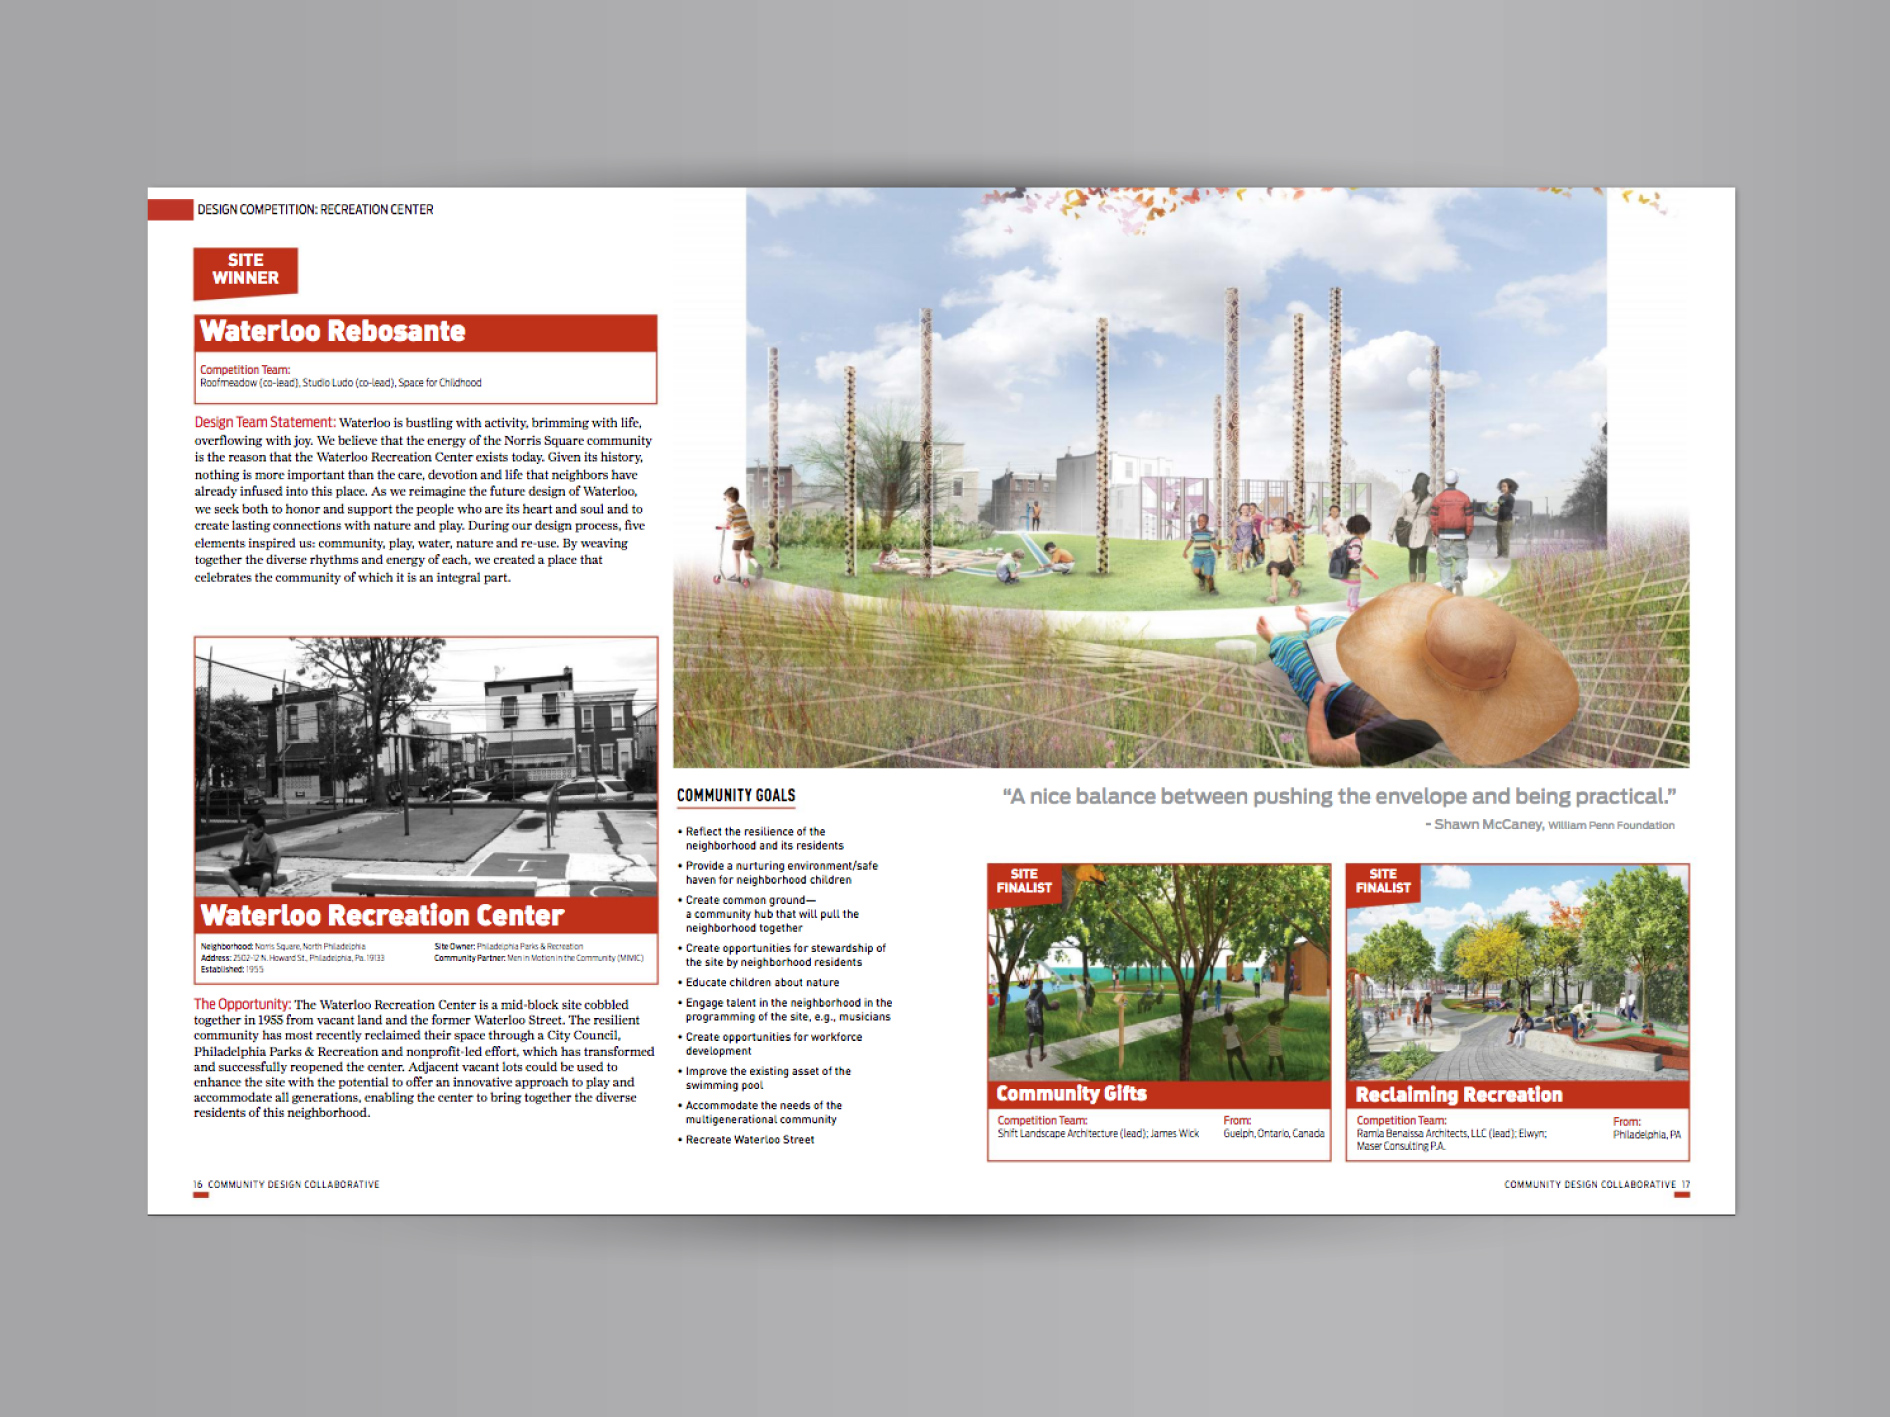 DESIGN COMPETITION: RECREATION CENTER
SITE
WINNER
Waterloo Rebosante
Competition Team:
Roofmeadow (co-lead), Studio Ludo (co-lead), Space for Childhood
Design Team Statement: Waterloo is bustling with activity, brimming with life,
overflowing with joy. We believe that the energy of the Norris Square community
is the reason that the Waterloo Recreation Center exists today. Given its history,
nothing is more important than the care, devotion and life that neighbors have
already infused into this place. As we reimagine the future design of Waterloo,
we seek both to honor and support the people who are its heart and soul and to
create lasting connections with nature and play. During our design process, five
elements inspired us: community, play, water, nature and re-use. By weaving
together the diverse rhythms and energy of each, we created a place that
celebrates the community of which it is an integral part.
Waterloo Recreation Center
Neighborhood: Norris Square, North Philadelphia
Address: 2502-12 N. Howard St., Philadelphia, Pa. 19133
Established: 1955
Site Owner: Philadelphia Parks & Recreation
Community Partner: Men in Motion in the Community (MIMIC)
The Opportunity: The Waterloo Recreation Center is a mid-block site cobbled
together in 1955 from vacant land and the former Waterloo Street. The resilient
community has most recently reclaimed their space through a City Council,
Philadelphia Parks & Recreation and nonprofit-led effort, which has transformed
and successfully reopened the center. Adjacent vacant lots could be used to
enhance the site with the potential to offer an innovative approach to play and
accommodate all generations, enabling the center to bring together the diverse
residents of this neighborhood.
16 COMMUNITY DESIGN COLLABORATIVE
COMMUNITY GOALS
• Reflect the resilience of the
neighborhood and its residents
• Provide a nurturing environment/safe
haven for neighborhood children
• Create common ground—
a community hub that will pull the
neighborhood together
• Create opportunities for stewardship of
the site by neighborhood residents
• Educate children about nature
• Engage talent in the neighborhood in the
programming of the site, e.g., musicians
• Create opportunities for workforce
development
• Improve the existing asset of the
swimming pool
• Accommodate the needs of the
multigenerational community
• Recreate Waterloo Street
“A nice balance between pushing the envelope and being practical.”
- Shawn McCaney, William Penn Foundation
SITE
FINALIST
Community Gifts
Competition Team:
Shift Landscape Architecture (lead); James Wick
From:
Guelph, Ontario, Canada
SITE
FINALIST
Reclaiming Recreation
Competition Team:
Ramla Benaissa Architects, LLC (lead); Elwyn;
Maser Consulting P.A.
From:
Philadelphia, PA
COMMUNITY DESIGN COLLABORATIVE 17